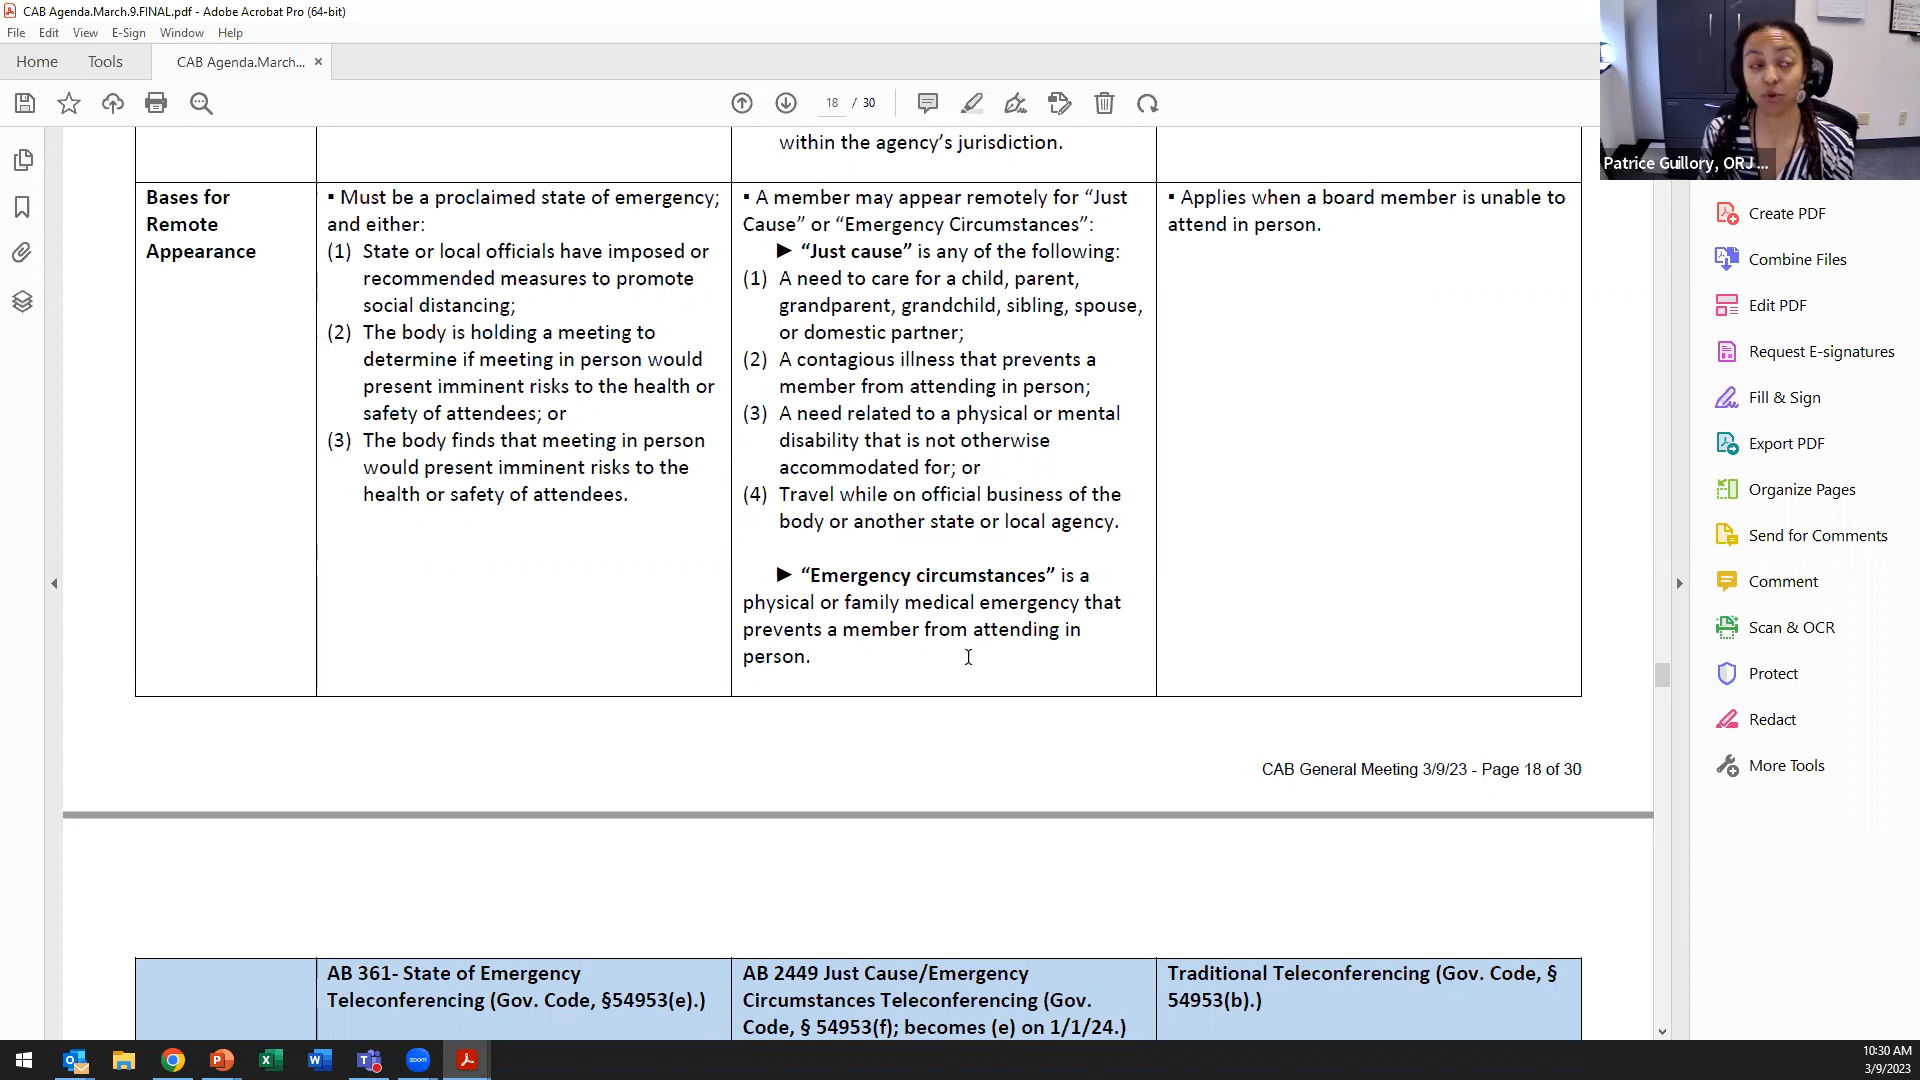 CAB Agenda.March.9.FINAL.pdf - Adobe Acrobat Pro (64-bit)
File Edit View E-Sign Window Help
Home Tools CAB Agenda.March... ×
18 / 30
within the agency's jurisdiction.
Bases for
Remote
Appearance
▪ Must be a proclaimed state of emergency;
and either:
(1) State or local officials have imposed or
recommended measures to promote
social distancing;
(2) The body is holding a meeting to
determine if meeting in person would
present imminent risks to the health or
safety of attendees; or
(3) The body finds that meeting in person
would present imminent risks to the
health or safety of attendees.
▪ A member may appear remotely for “Just
Cause” or “Emergency Circumstances”:
► “Just cause” is any of the following:
(1) A need to care for a child, parent,
grandparent, grandchild, sibling, spouse,
or domestic partner;
(2) A contagious illness that prevents a
member from attending in person;
(3) A need related to a physical or mental
disability that is not otherwise
accommodated for; or
(4) Travel while on official business of the
body or another state or local agency.
► “Emergency circumstances” is a
physical or family medical emergency that
prevents a member from attending in
person.
▪ Applies when a board member is unable to
attend in person.
CAB General Meeting 3/9/23 - Page 18 of 30
AB 361- State of Emergency
Teleconferencing (Gov. Code, §54953(e).)
AB 2449 Just Cause/Emergency
Circumstances Teleconferencing (Gov.
Code, § 54953(f); becomes (e) on 1/1/24.)
Traditional Teleconferencing (Gov. Code, §
54953(b).)
Patrice Guillory, ORJ ...
Create PDF
Combine Files
Edit PDF
Request E-signatures
Fill & Sign
Export PDF
Organize Pages
Send for Comments
Comment
Scan & OCR
Protect
Redact
More Tools
zoom
10:30 AM
3/9/2023